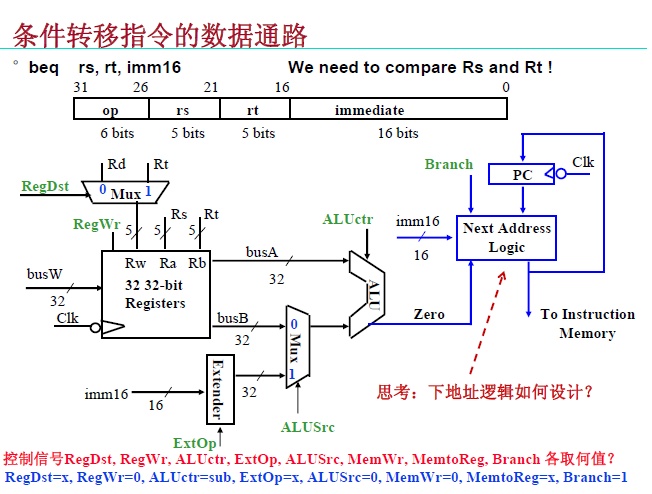 条件转移指令的数据通路
° beq rs, rt, imm16 We need to compare Rs and Rt !
31 26 21 16 0
op rs rt immediate
6 bits 5 bits 5 bits 16 bits
Rd Rt
RegDst 0 Mux 1
Branch
PC Clk
RegWr 5 5 Rs 5 Rt
ALUctr
imm16 16
Next Address
Logic
busW 32
Rw Ra Rb
32 32-bit
Registers
Clk
busA 32
busB 32
0 Mux 1
ALU
Zero
To Instruction
Memory
imm16 16
Extender
32
ExtOp
ALUSrc
思考：下地址逻辑如何设计？
控制信号RegDst, RegWr, ALUctr, ExtOp, ALUSrc, MemWr, MemtoReg, Branch 各取何值？
RegDst=x, RegWr=0, ALUctr=sub, ExtOp=x, ALUSrc=0, MemWr=0, MemtoReg=x, Branch=1